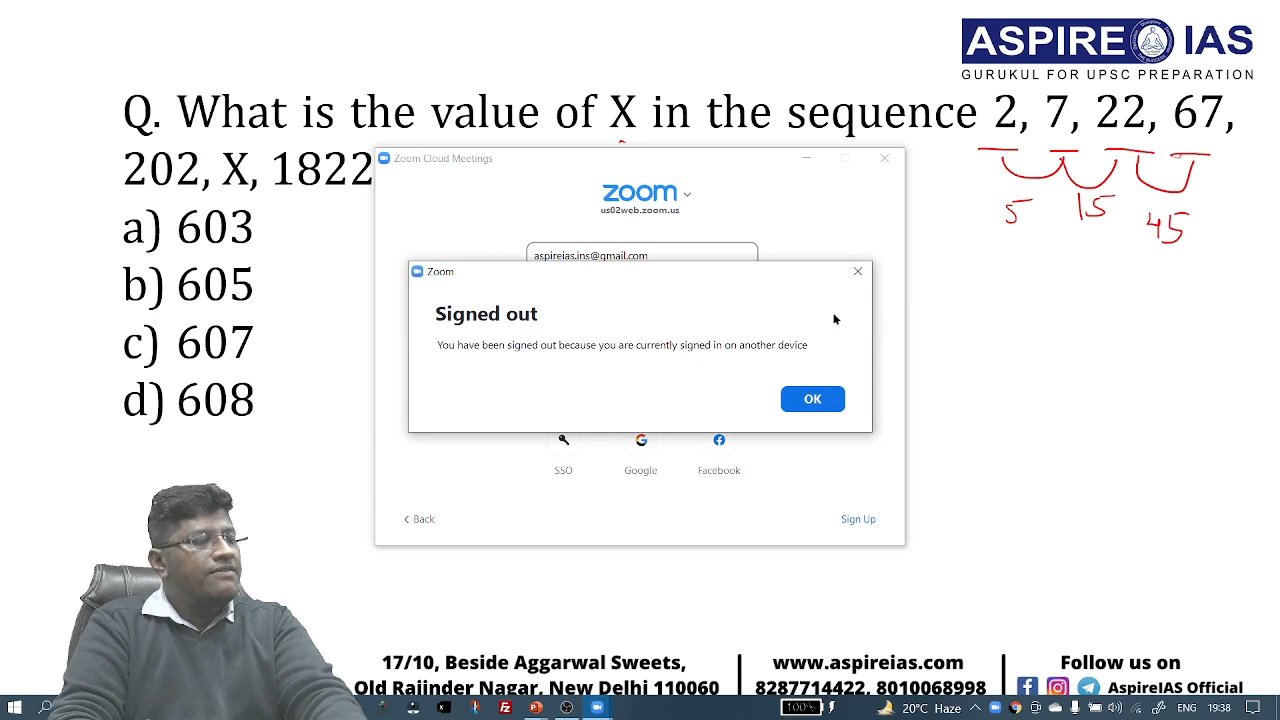 ASPIRE IAS
GURUKUL FOR UPSC PREPARATION
Q. What is the value of X in the sequence 2, 7, 22, 67,
202, X, 1822
a) 603
b) 605
c) 607
d) 608
5 15 45
Zoom Cloud Meetings
zoom
us02web.zoom.us
aspireias.ins@gmail.com
Zoom
Signed out
You have been signed out because you are currently signed in on another device
OK
SSO Google Facebook
Back Sign Up
17/10, Beside Aggarwal Sweets,
Old Rajinder Nagar, New Delhi 110060
www.aspireias.com
8287714422, 8010068998
Follow us on
AspireIAS Official
100% 20°C Haze ENG 19:38